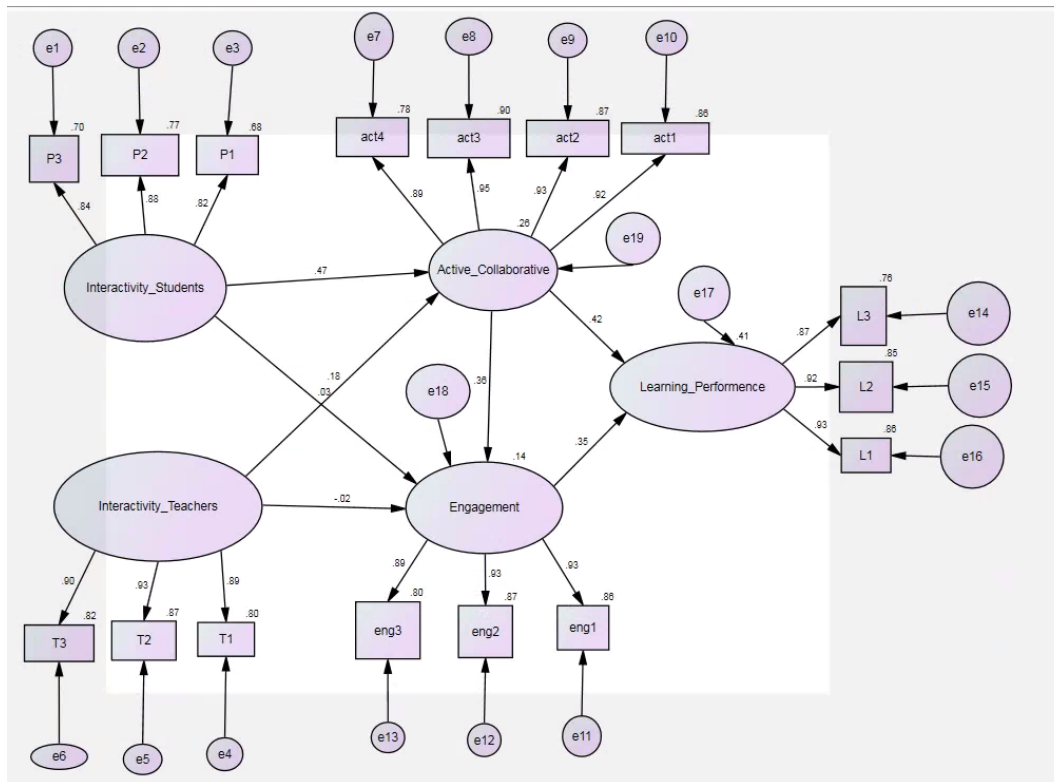 e1
e2
e3
e7
e8
e9
e10
.70
.77
.68
.78
.90
.87
.86
P3
P2
P1
act4
act3
act2
act1
.84
.88
.82
.89
.95
.93
.92
.26
e19
Interactivity_Students
.47
Active_Collaborative
e17
.76
L3
e14
.18
.03
.36
.42
.41
.87
e18
Learning_Performence
.92
.85
L2
e15
.35
.93
.86
L1
e16
.14
Interactivity_Teachers
-.02
Engagement
.90
.93
.89
.89
.93
.93
.82
.87
.80
.80
.87
.86
T3
T2
T1
eng3
eng2
eng1
e6
e5
e4
e13
e12
e11